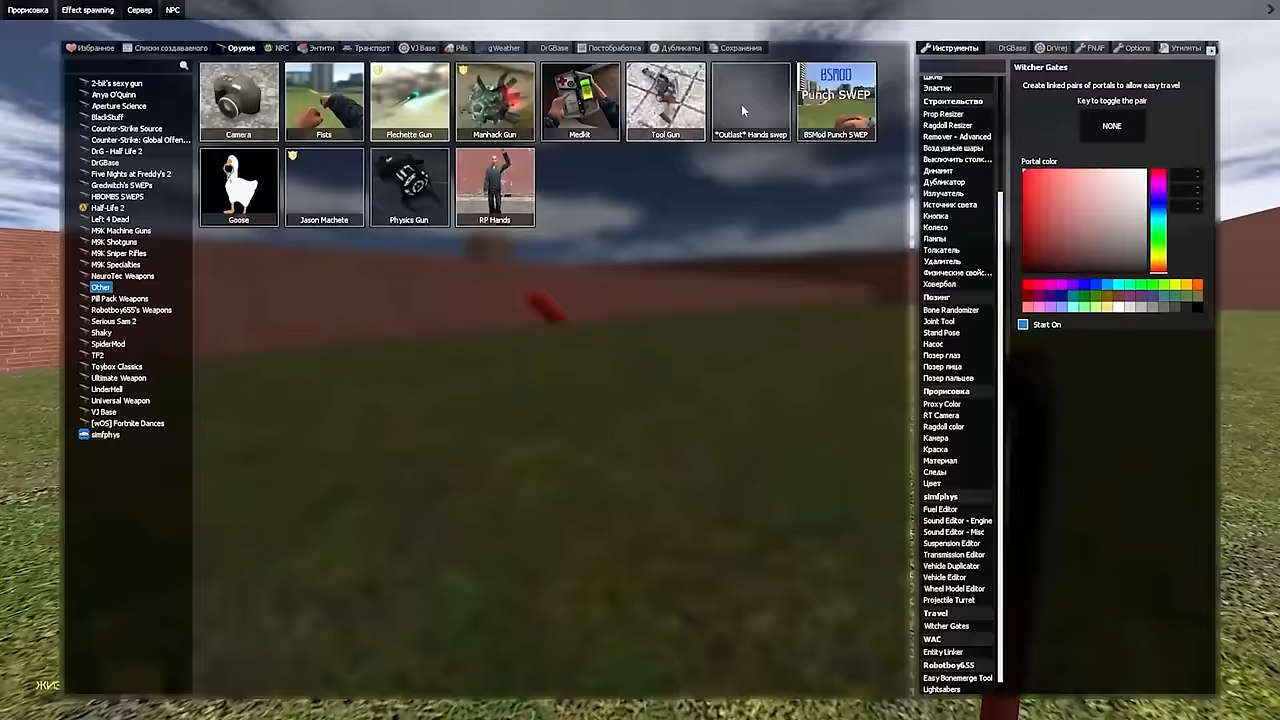 Прорисовка Effect spawning Сервер NPC
Избранное Списки создаваемого Оружие NPC Энтити Транспорт VJ Base Pills gWeather DrGBase Постобработка Дубликаты Сохранения
2-bit's sexy gun
Anya O'Quinn
Aperture Science
BlackStuff
Counter-Strike Source
Counter-Strike: Global Offen...
DrG - Half Life 2
DrGBase
Five Nights at Freddy's 2
Gredwitch's SWEPs
HBOMBS SWEPS
Half-Life 2
Left 4 Dead
M9K Machine Guns
M9K Shotguns
M9K Sniper Rifles
M9K Specialties
NeuroTec Weapons
Other
Pill Pack Weapons
Robotboy655's Weapons
Serious Sam 2
Shaky
SpiderMod
TF2
Toybox Classics
Ultimate Weapon
UnderHell
Universal Weapon
VJ Base
[wOS] Fortnite Dances
simfphys
Camera Fists Flechette Gun Manhack Gun Medkit Tool Gun *Outlast* Hands swep BSMod Punch SWEP
BSMOD
Punch SWEP
Goose Jason Machete Physics Gun RP Hands
Инструменты DrGBase DrVrej FNAF Options Утилиты
Эластик
Строительство
Prop Resizer
Ragdoll Resizer
Remover - Advanced
Воздушные шары
Выключить столк...
Динамит
Дубликатор
Излучатель
Источник света
Кнопка
Колесо
Лампы
Толкатель
Удалитель
Физические свой...
Ховербол
Позинг
Bone Randomizer
Joint Tool
Stand Pose
Насос
Позер глаз
Позер лица
Позер пальцев
Прорисовка
Proxy Color
RT Camera
Ragdoll color
Камера
Краска
Материал
Следы
Цвет
simfphys
Fuel Editor
Sound Editor - Engine
Sound Editor - Misc
Suspension Editor
Transmission Editor
Vehicle Duplicator
Vehicle Editor
Wheel Model Editor
Projectile Turret
Travel
Witcher Gates
WAC
Entity Linker
Robotboy655
Easy Bonemerge Tool
Lightsabers
Witcher Gates
Create linked pairs of portals to allow easy travel
Key to toggle the pair
NONE
Portal color
Start On